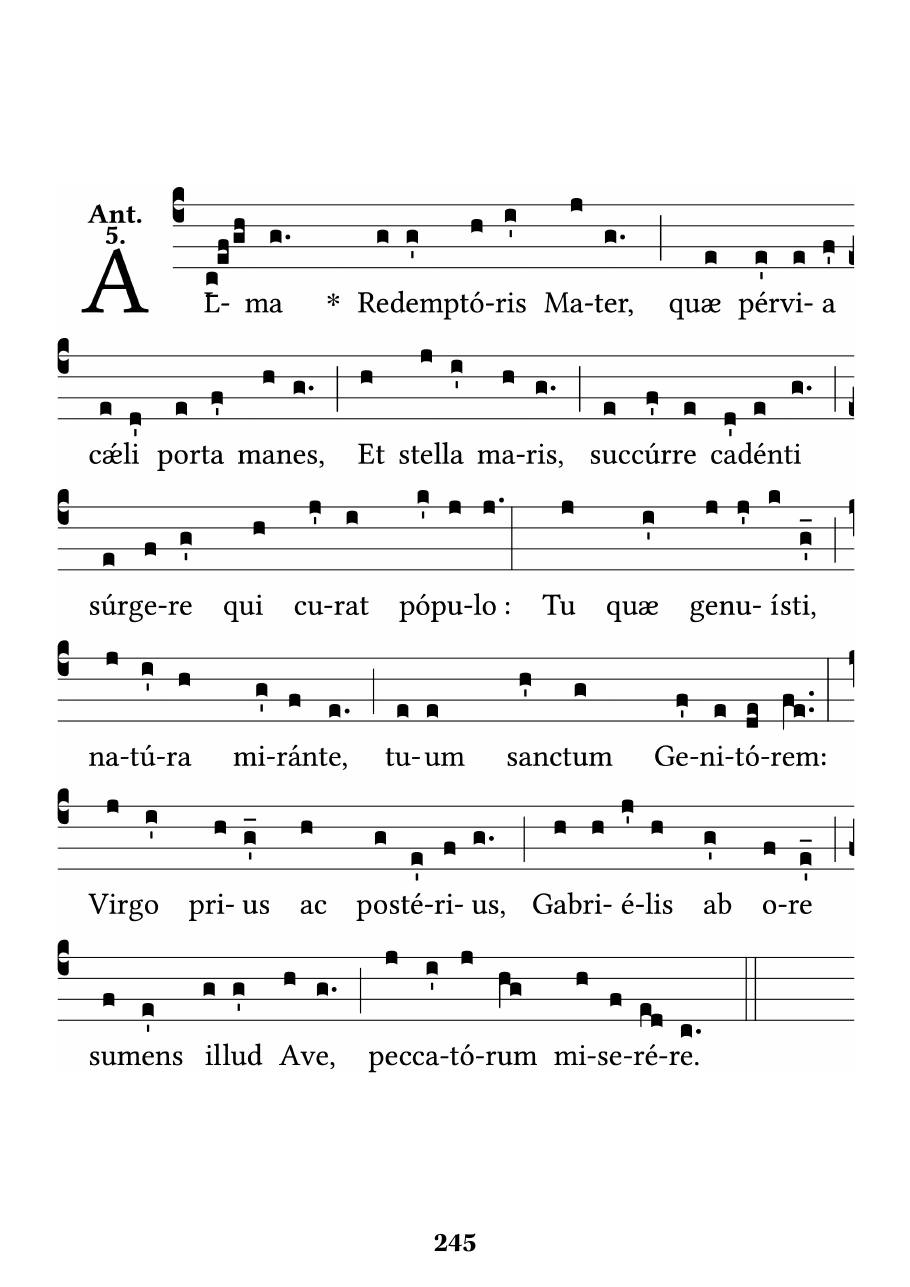 Ant.
5.
AL-ma * Redemptó-ris Ma-ter, quæ pérvi-a
cǽli porta manes, Et stella ma-ris, succúrre cadénti
súrge-re qui cu-rat pópu-lo : Tu quæ genu-ísti,
na-tú-ra mi-ránte, tu-um sanctum Ge-ni-tó-rem:
Virgo pri-us ac posté-ri-us, Gabri-é-lis ab o-re
sumens illud Ave, pecca-tó-rum mi-se-ré-re.
245